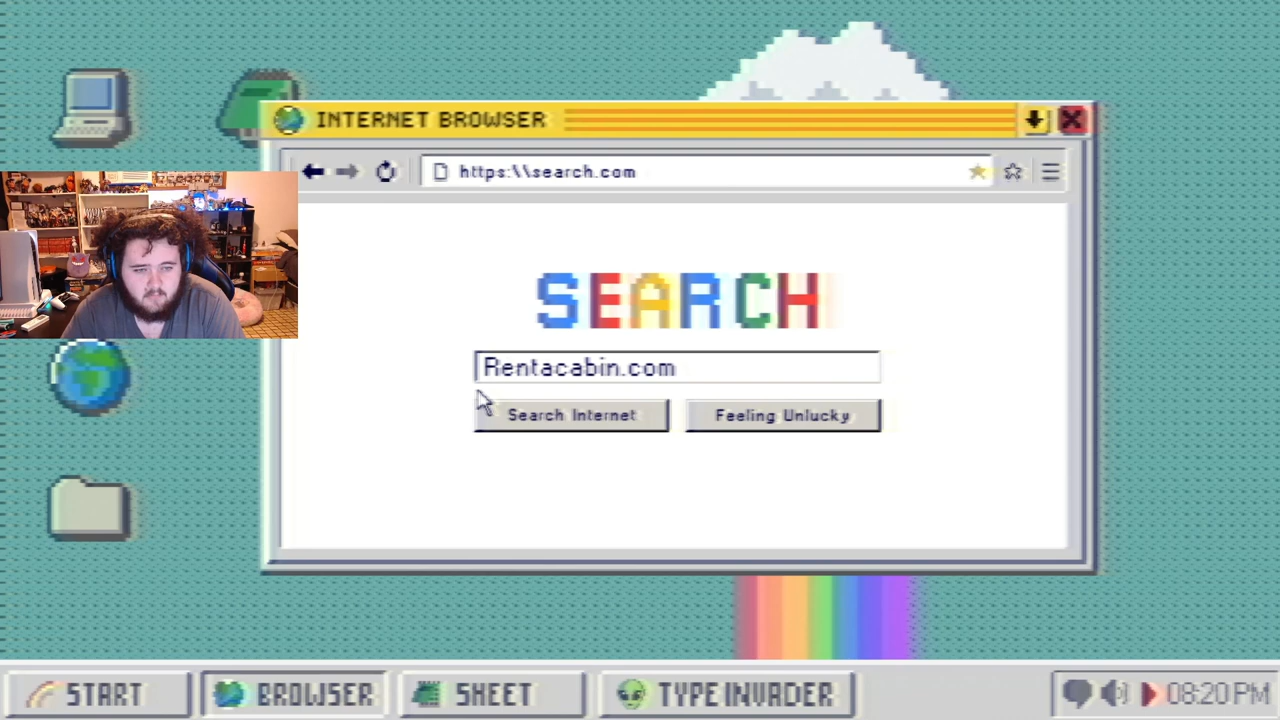 INTERNET BROWSER
https:\\search.com
SEARCH
Rentacabin.com
Search Internet
Feeling Unlucky
START
BROWSER
SHEET
TYPE INVADER
08:20 PM